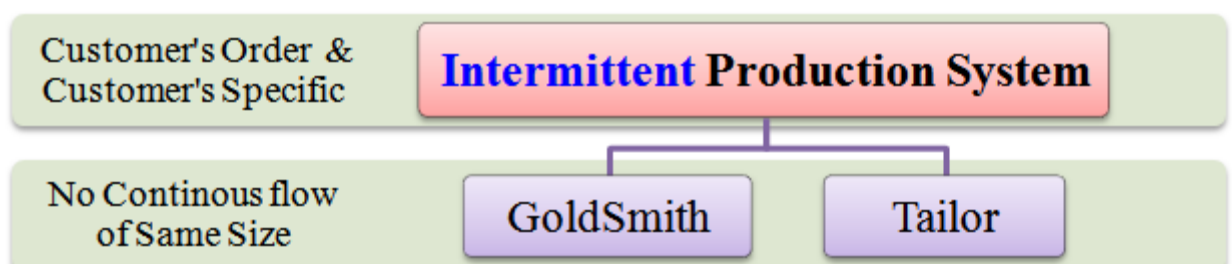 Customer's Order &
Customer's Specific
Intermittent Production System
No Continous flow
of Same Size
GoldSmith
Tailor